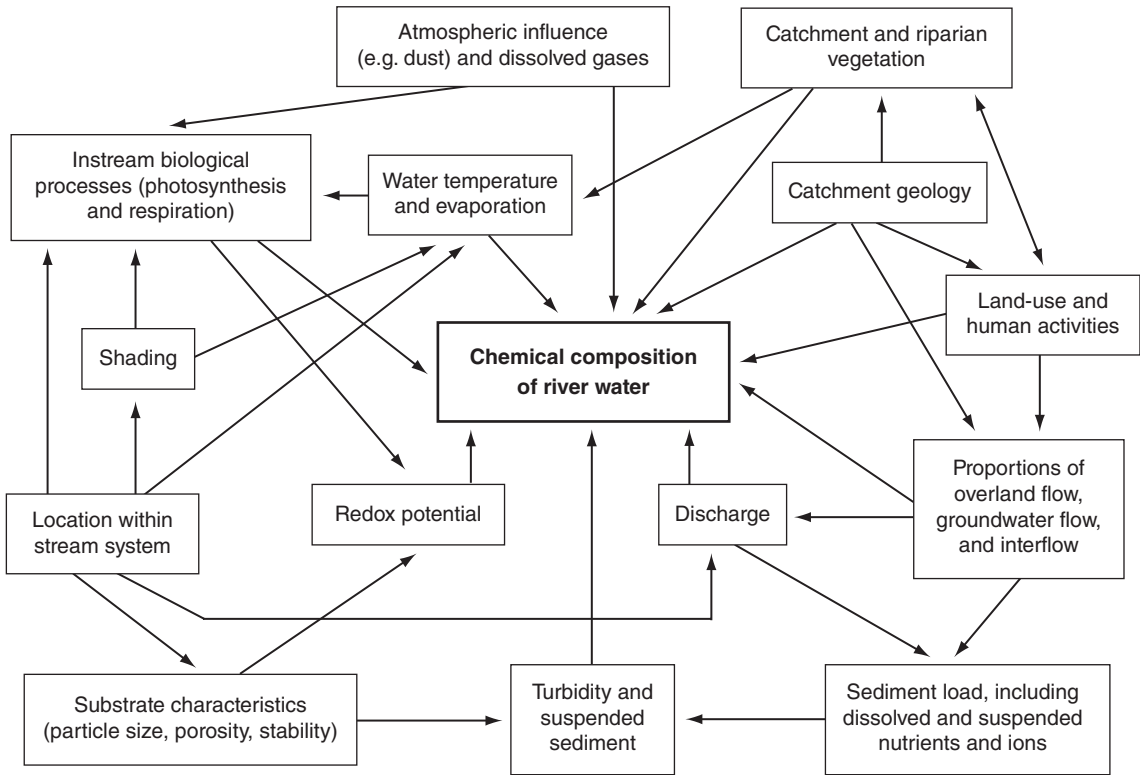 Atmospheric influence
(e.g. dust) and dissolved gases
Catchment and riparian
vegetation
Instream biological
processes (photosynthesis
and respiration)
Water temperature
and evaporation
Catchment geology
Land-use and
human activities
Shading
Chemical composition
of river water
Location within
stream system
Redox potential
Discharge
Proportions of
overland flow,
groundwater flow,
and interflow
Substrate characteristics
(particle size, porosity, stability)
Turbidity and
suspended
sediment
Sediment load, including
dissolved and suspended
nutrients and ions